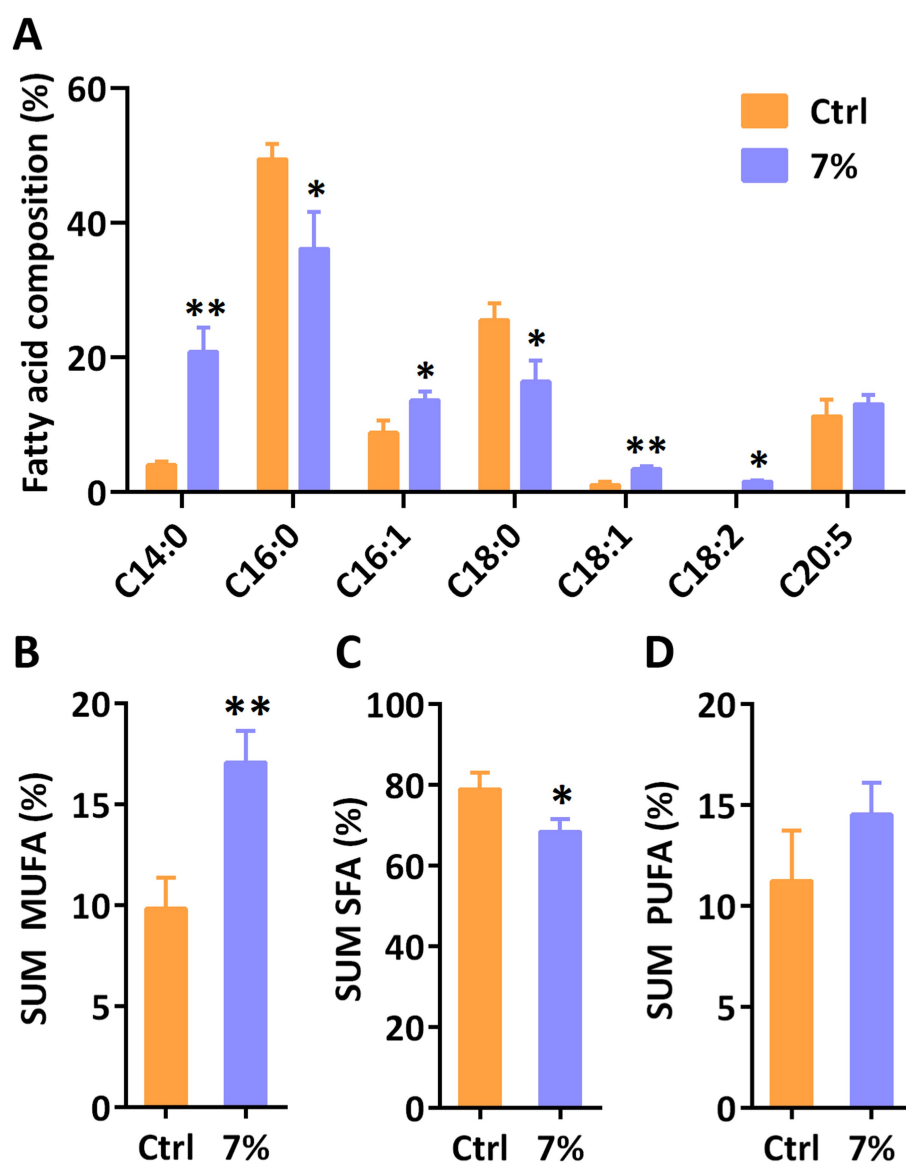 A
Fatty acid composition (%)
60
40
20
0
Ctrl
7%
**
*
*
*
**
*
C14:0
C16:0
C16:1
C18:0
C18:1
C18:2
C20:5
B
SUM MUFA (%)
20
15
10
5
0
**
Ctrl
7%
C
SUM SFA (%)
100
80
60
40
20
0
*
Ctrl
7%
D
SUM PUFA (%)
20
15
10
5
0
Ctrl
7%